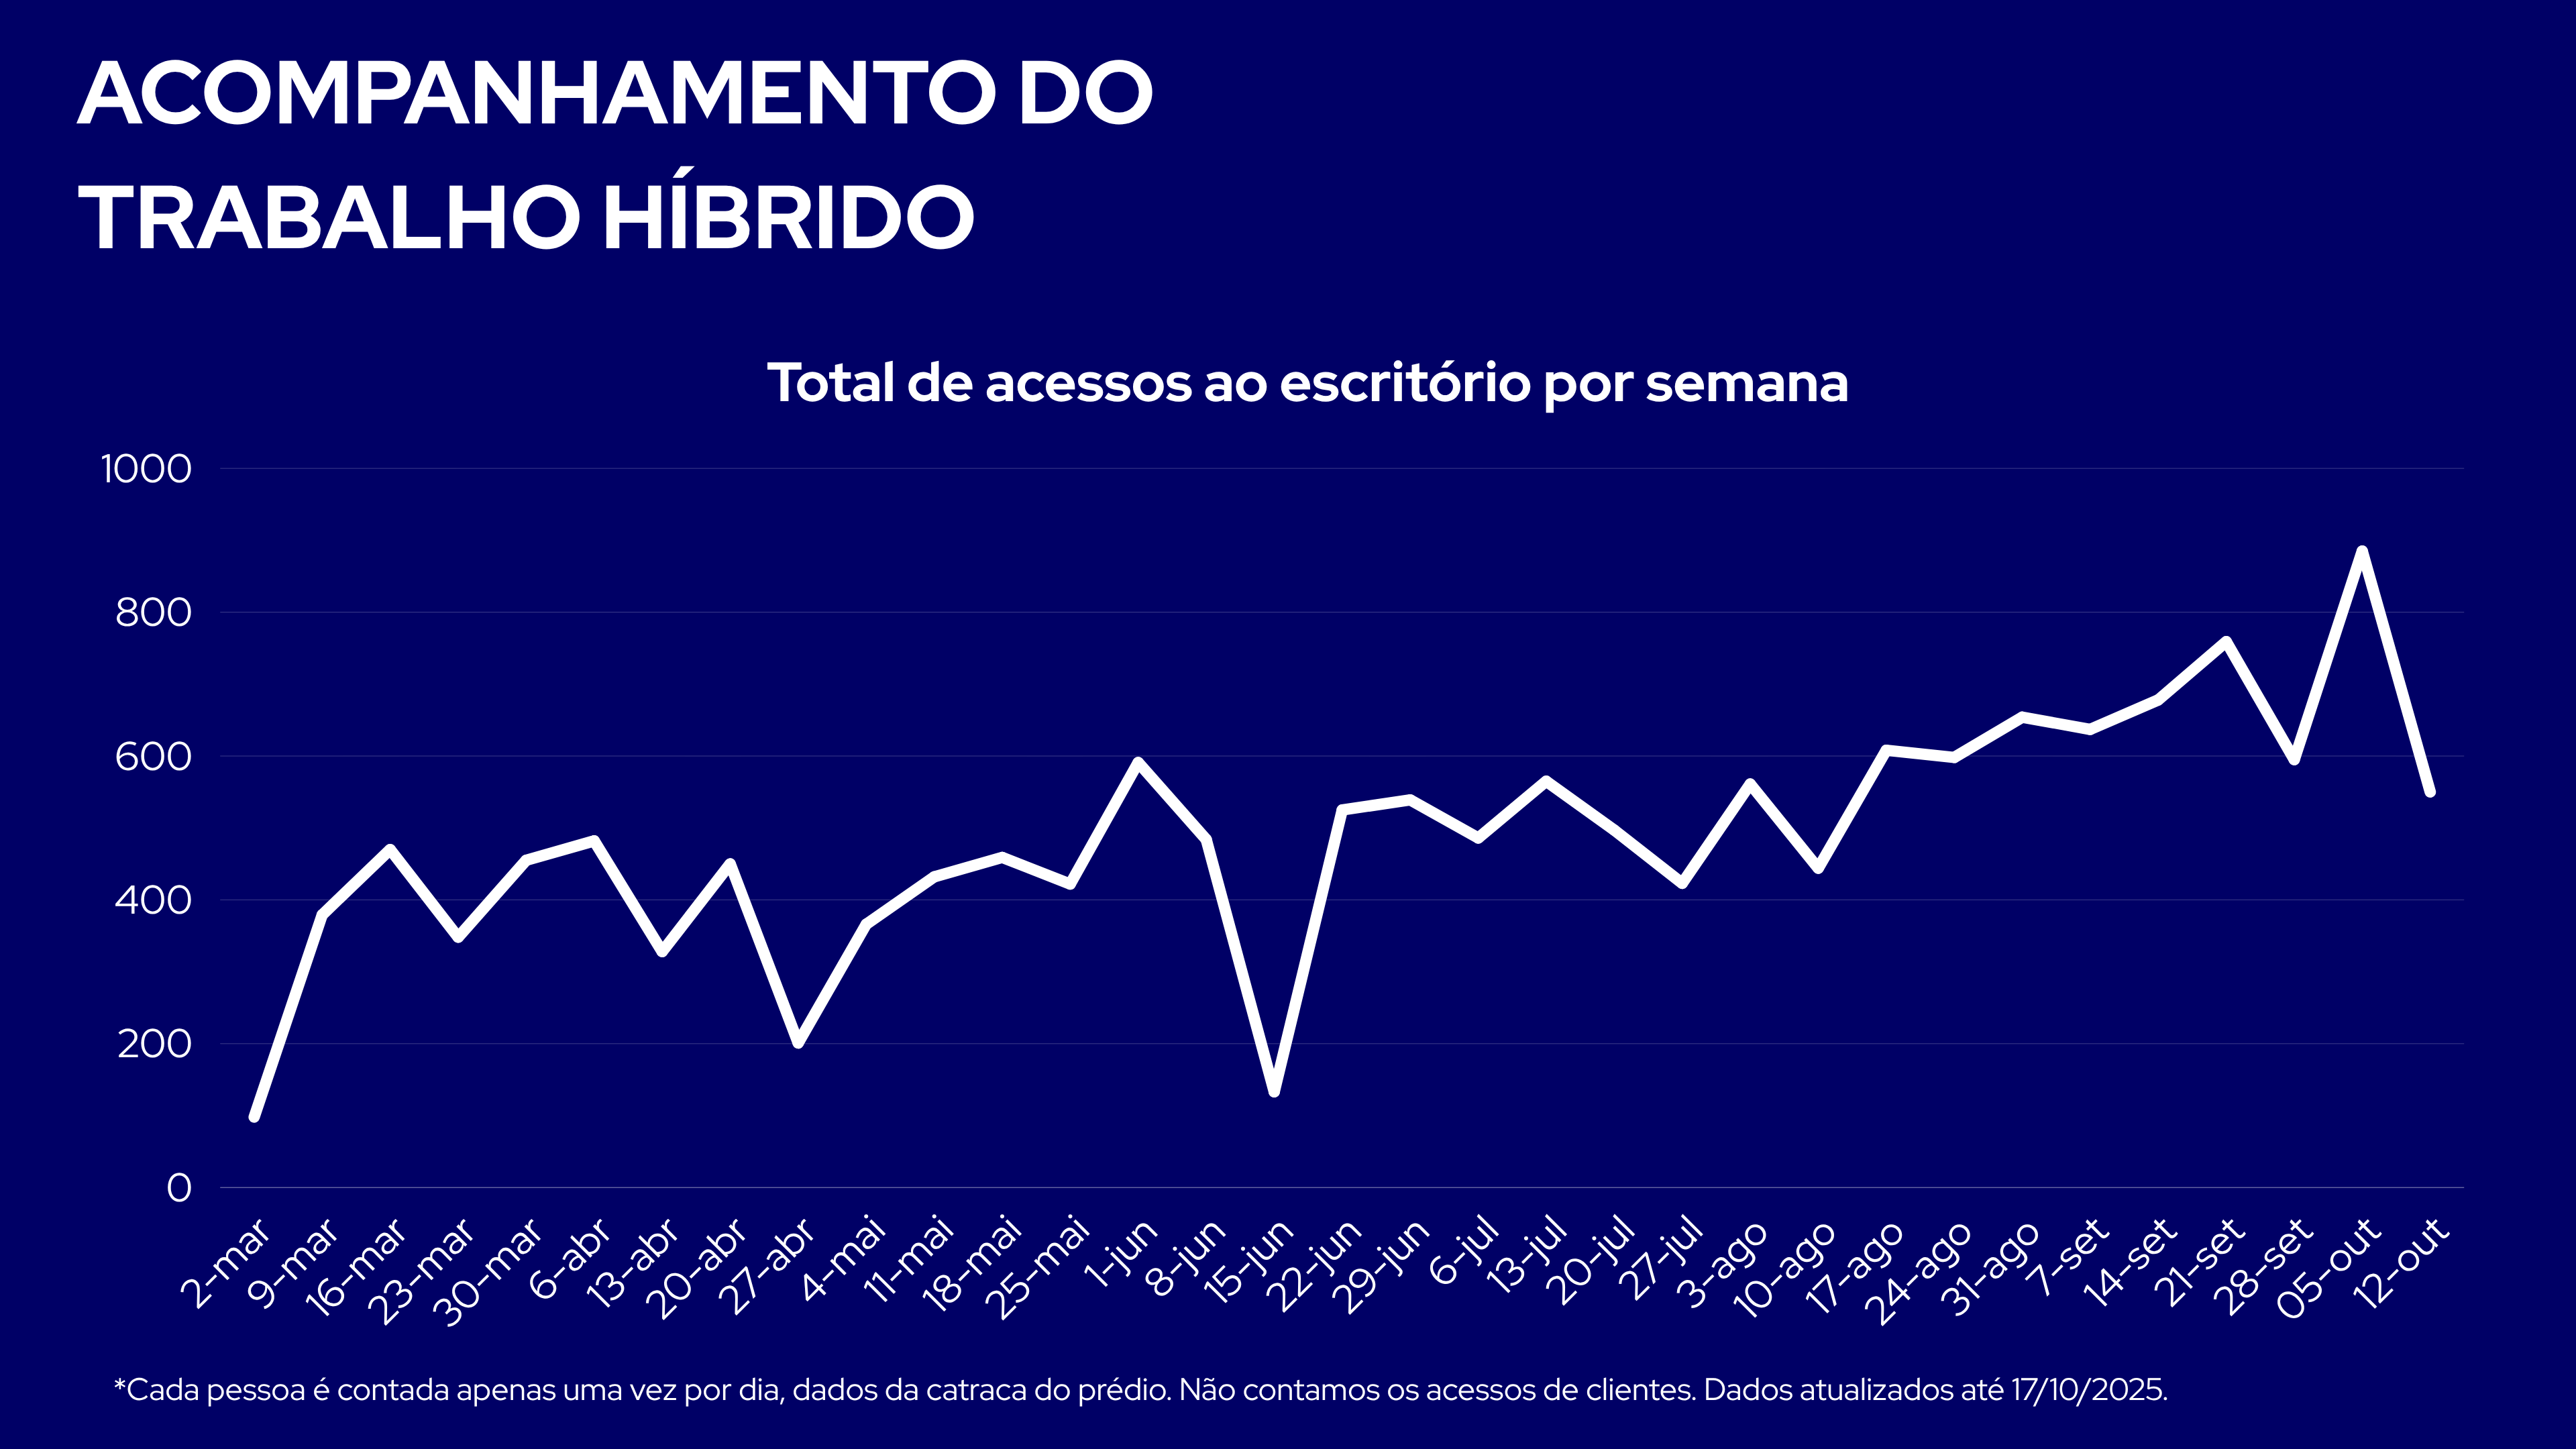 ACOMPANHAMENTO DO
TRABALHO HÍBRIDO
Total de acessos ao escritório por semana
1000
800
600
400
200
0
2-mar
9-mar
16-mar
23-mar
30-mar
6-abr
13-abr
20-abr
27-abr
4-mai
11-mai
18-mai
25-mai
1-jun
8-jun
15-jun
22-jun
29-jun
6-jul
13-jul
20-jul
27-jul
3-ago
10-ago
17-ago
24-ago
31-ago
7-set
14-set
21-set
28-set
05-out
12-out
*Cada pessoa é contada apenas uma vez por dia, dados da catraca do prédio. Não contamos os acessos de clientes. Dados atualizados até 17/10/2025.